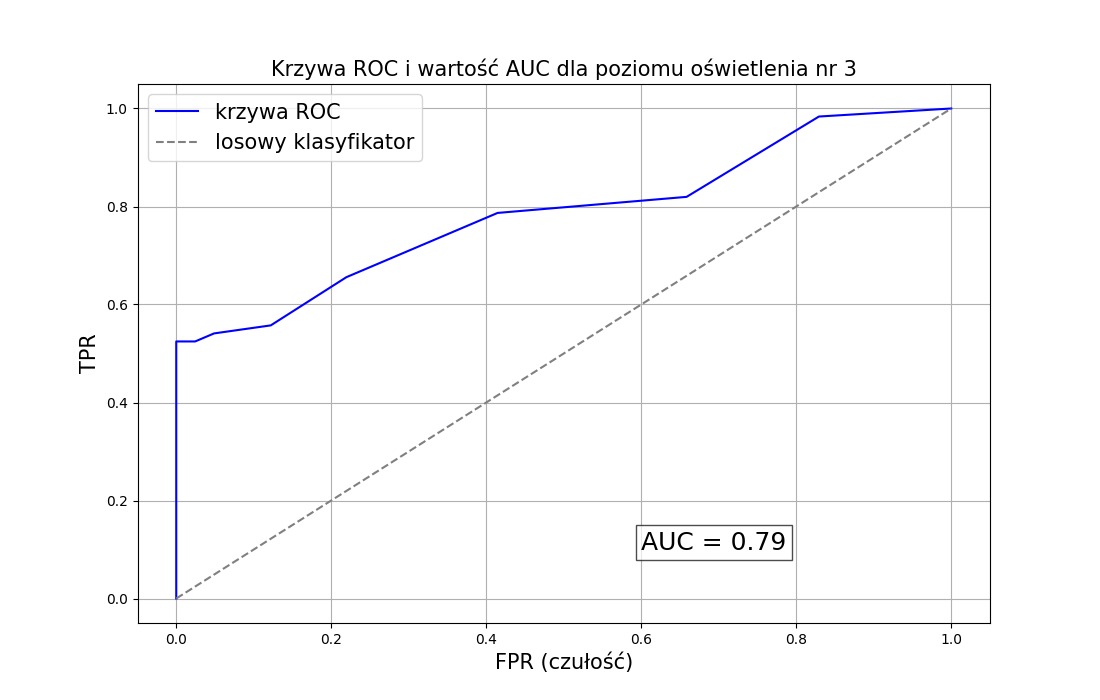 Krzywa ROC i wartość AUC dla poziomu oświetlenia nr 3
krzywa ROC
losowy klasyfikator
1.0
0.8
0.6
0.4
0.2
0.0
TPR
AUC = 0.79
0.0 0.2 0.4 0.6 0.8 1.0
FPR (czułość)